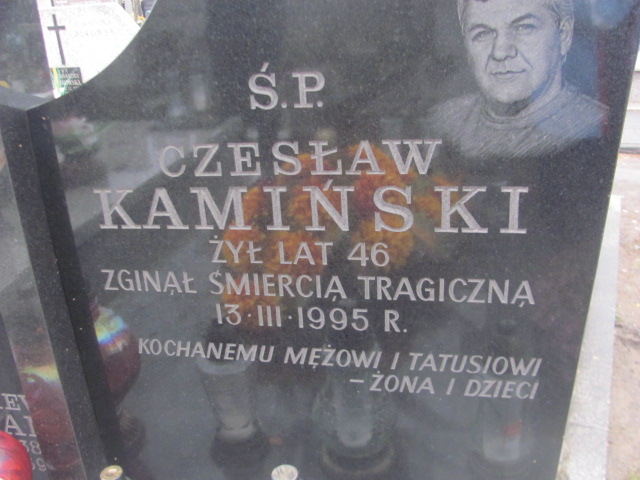 Ś.P.
CZESŁAW
KAMIŃSKI
ŻYŁ LAT 46
ZGINĄŁ ŚMIERCIĄ TRAGICZNĄ
13·III·1995 R.
KOCHANEMU MĘŻOWI I TATUSIOWI
– ŻONA I DZIECI